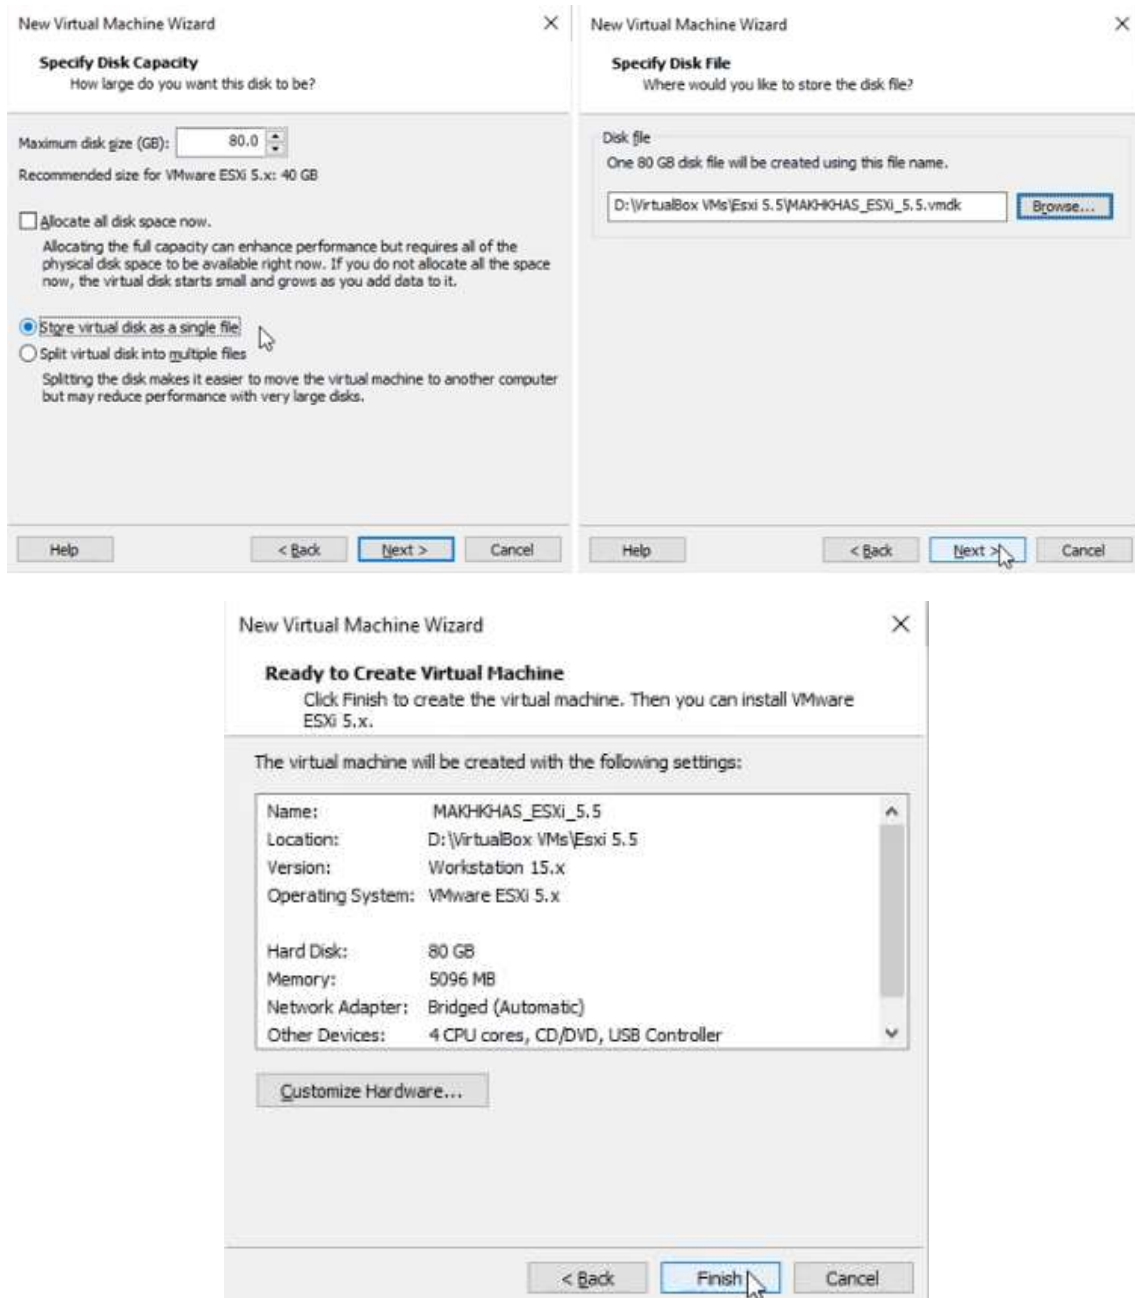 New Virtual Machine Wizard
Specify Disk Capacity
How large do you want this disk to be?
Maximum disk size (GB): 80.0
Recommended size for VMware ESXi 5.x: 40 GB
Allocate all disk space now.
Allocating the full capacity can enhance performance but requires all of the
physical disk space to be available right now. If you do not allocate all the space
now, the virtual disk starts small and grows as you add data to it.
Store virtual disk as a single file
Split virtual disk into multiple files
Splitting the disk makes it easier to move the virtual machine to another computer
but may reduce performance with very large disks.
Help < Back Next > Cancel
New Virtual Machine Wizard
Specify Disk File
Where would you like to store the disk file?
Disk file
One 80 GB disk file will be created using this file name.
D:\VirtualBox VMs\Esxi 5.5\MAKHKHAS_ESXi_5.5.vmdk Browse...
Help < Back Next > Cancel
New Virtual Machine Wizard
Ready to Create Virtual Machine
Click Finish to create the virtual machine. Then you can install VMware
ESXi 5.x.
The virtual machine will be created with the following settings:
Name: MAKHKHAS_ESXi_5.5
Location: D:\VirtualBox VMs\Esxi 5.5
Version: Workstation 15.x
Operating System: VMware ESXi 5.x
Hard Disk: 80 GB
Memory: 5096 MB
Network Adapter: Bridged (Automatic)
Other Devices: 4 CPU cores, CD/DVD, USB Controller
Customize Hardware...
< Back Finish Cancel